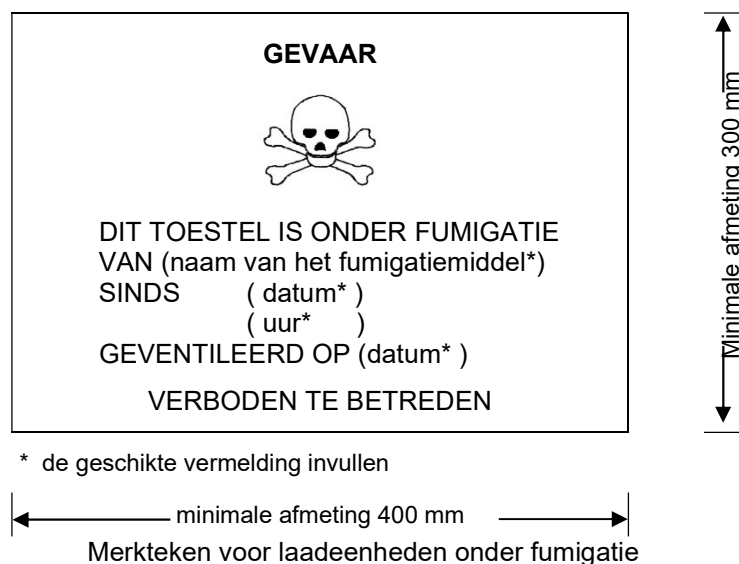 GEVAAR
DIT TOESTEL IS ONDER FUMIGATIE
VAN (naam van het fumigatiemiddel*)
SINDS ( datum* )
( uur* )
GEVENTILEERD OP (datum* )
VERBODEN TE BETREDEN
Minimale afmeting 300 mm
* de geschikte vermelding invullen
minimale afmeting 400 mm
Merkteken voor laadeenheden onder fumigatie